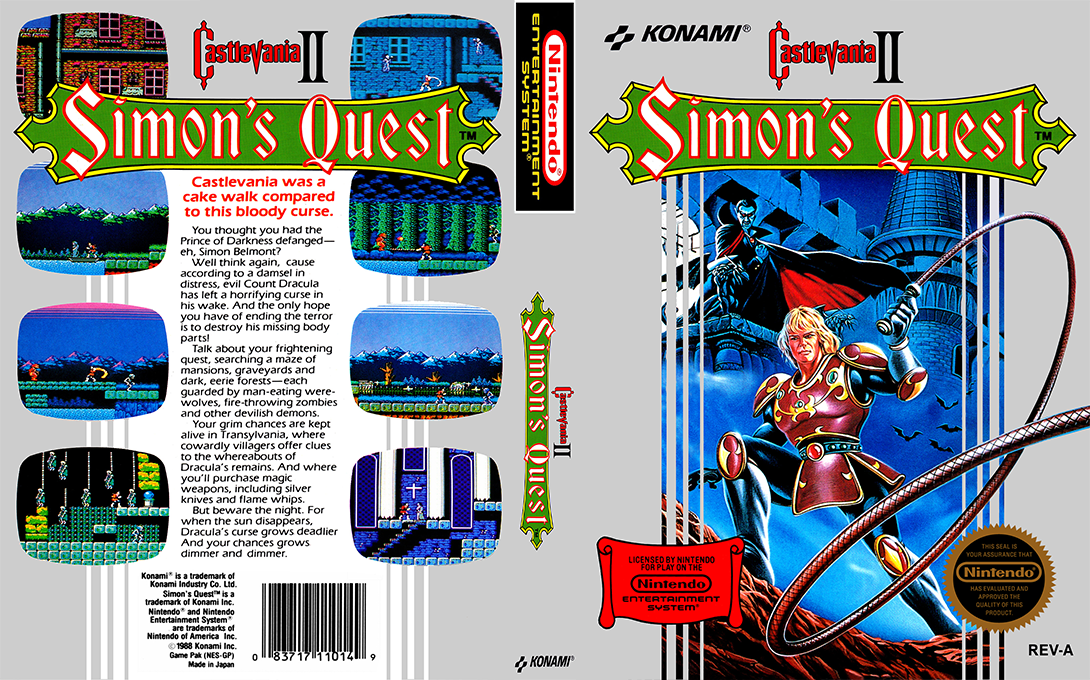 Castlevania II
Simon's Quest™
Castlevania was a
cake walk compared
to this bloody curse.
You thought you had the
Prince of Darkness defanged—
eh, Simon Belmont?
Well think again, cause
according to a damsel in
distress, evil Count Dracula
has left a horrifying curse in
his wake. And the only hope
you have of ending the terror
is to destroy his missing body
parts!
Talk about your frightening
quest, searching a maze of
mansions, graveyards and
dark, eerie forests—each
guarded by man-eating were-
wolves, fire-throwing zombies
and other devilish demons.
Your grim chances are kept
alive in Transylvania, where
cowardly villagers offer clues
to the whereabouts of
Dracula's remains. And where
you'll purchase magic
weapons, including silver
knives and flame whips.
But beware the night. For
when the sun disappears,
Dracula's curse grows deadlier
And your chances grows
dimmer and dimmer.
Konami® is a trademark of
Konami Industry Co. Ltd.
Simon's Quest™ is a
trademark of Konami Inc.
Nintendo® and Nintendo
Entertainment System®
are trademarks of
Nintendo of America Inc.
©1988 Konami Inc.
Game Pak (NES-GP)
Made in Japan
0 83717 11014 9
Nintendo®
ENTERTAINMENT
SYSTEM®
Castlevania II
Simon's Quest
KONAMI®
KONAMI®
Castlevania II
Simon's Quest™
LICENSED BY NINTENDO
FOR PLAY ON THE
Nintendo
ENTERTAINMENT
SYSTEM®
THIS SEAL IS
YOUR ASSURANCE THAT
Nintendo®
HAS EVALUATED AND
APPROVED THE
QUALITY OF THIS
PRODUCT.
REV-A